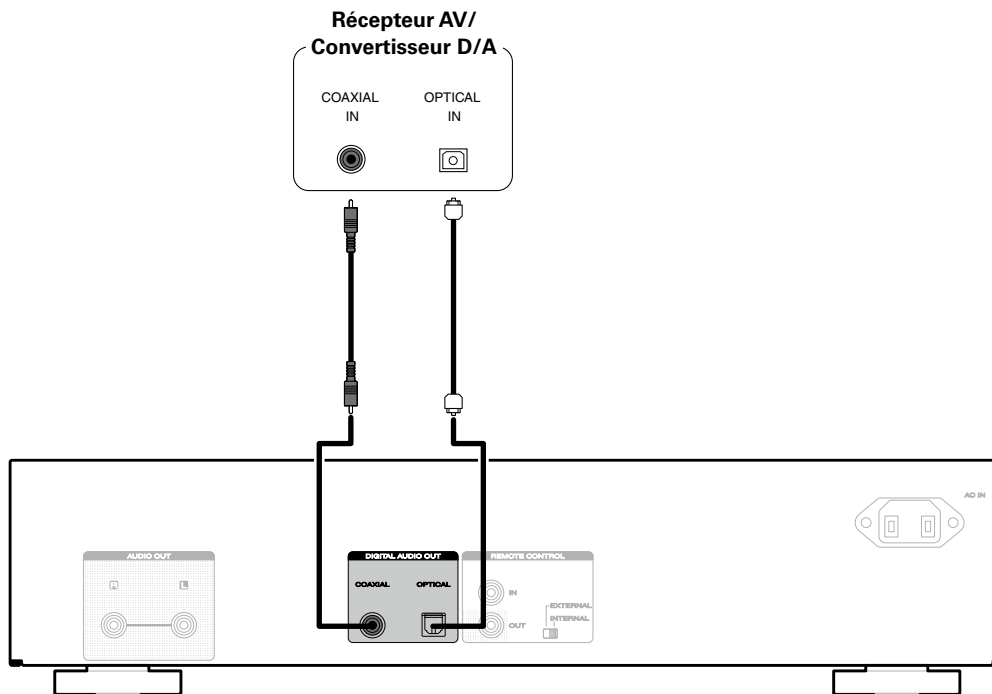 Récepteur AV/
Convertisseur D/A
COAXIAL
IN
OPTICAL
IN
AC IN
AUDIO OUT
R
L
DIGITAL AUDIO OUT
COAXIAL
OPTICAL
REMOTE CONTROL
IN
OUT
EXTERNAL
INTERNAL